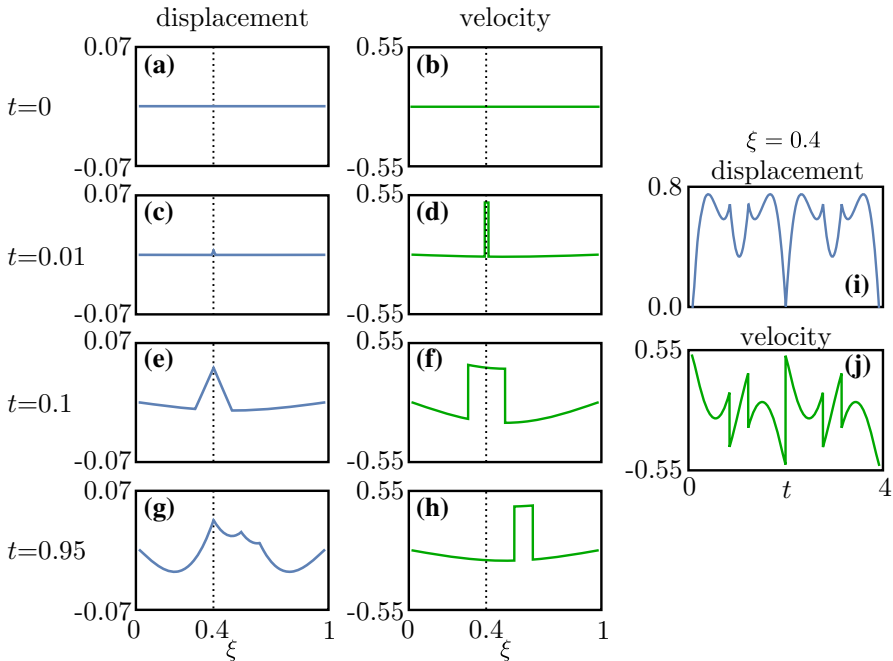 displacement velocity
0.07 (a) 0.55 (b)
t=0
-0.07 -0.55
0.07 (c) 0.55 (d)
t=0.01
-0.07 -0.55
0.07 (e) 0.55 (f)
t=0.1
-0.07 -0.55
0.07 (g) 0.55 (h)
t=0.95
-0.07 -0.55
0 0.4 1 0 0.4 1
ξ ξ
ξ = 0.4
displacement
0.8
(i)
0.0
velocity
0.55 (j)
-0.55
0 t 4